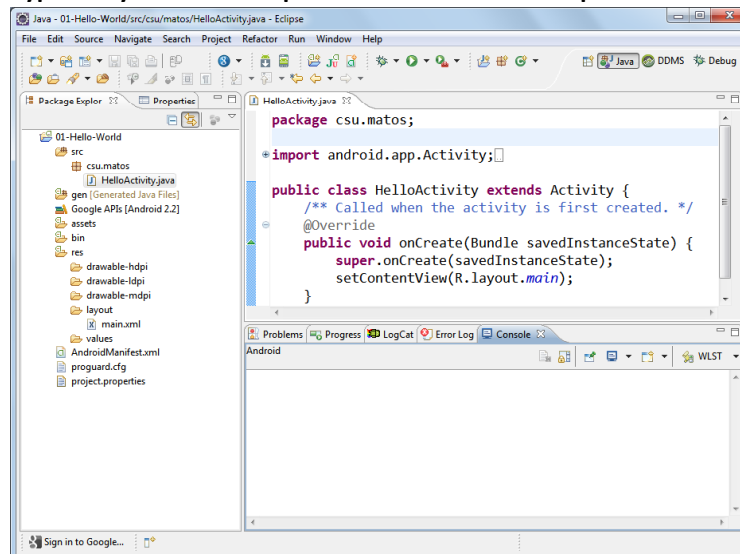 Java - 01-Hello-World/src/csu/matos/HelloActivity.java - Eclipse
File Edit Source Navigate Search Project Refactor Run Window Help
Java DDMS Debug
Package Explor Properties
01-Hello-World
src
csu.matos
HelloActivity.java
gen [Generated Java Files]
Google APIs [Android 2.2]
assets
bin
res
drawable-hdpi
drawable-ldpi
drawable-mdpi
layout
main.xml
values
AndroidManifest.xml
proguard.cfg
project.properties
HelloActivity.java
package csu.matos;
import android.app.Activity;
public class HelloActivity extends Activity {
/** Called when the activity is first created. */
@Override
public void onCreate(Bundle savedInstanceState) {
super.onCreate(savedInstanceState);
setContentView(R.layout.main);
}
Problems Progress LogCat Error Log Console
Android
WLST
Sign in to Google...